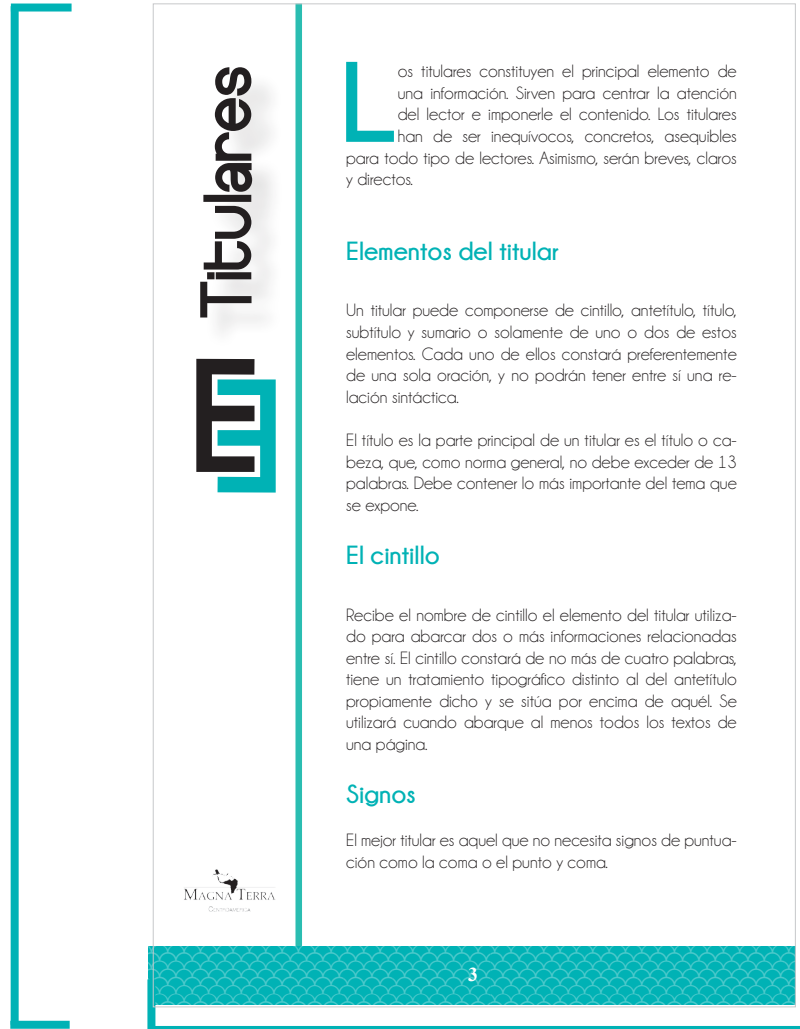 Titulares
Los titulares constituyen el principal elemento de
una información. Sirven para centrar la atención
del lector e imponerle el contenido. Los titulares
han de ser inequívocos, concretos, asequibles
para todo tipo de lectores. Asimismo, serán breves, claros
y directos.
Elementos del titular
Un titular puede componerse de cintillo, antetítulo, título,
subtítulo y sumario o solamente de uno o dos de estos
elementos. Cada uno de ellos constará preferentemente
de una sola oración, y no podrán tener entre sí una re-
lación sintáctica.
El título es la parte principal de un titular es el título o ca-
beza, que, como norma general, no debe exceder de 13
palabras. Debe contener lo más importante del tema que
se expone.
El cintillo
Recibe el nombre de cintillo el elemento del titular utiliza-
do para abarcar dos o más informaciones relacionadas
entre sí. El cintillo constará de no más de cuatro palabras,
tiene un tratamiento tipográfico distinto al del antetítulo
propiamente dicho y se sitúa por encima de aquél. Se
utilizará cuando abarque al menos todos los textos de
una página.
Signos
El mejor titular es aquel que no necesita signos de puntua-
ción como la coma o el punto y coma.
MAGNA TERRA
CENTROAMÉRICA
3